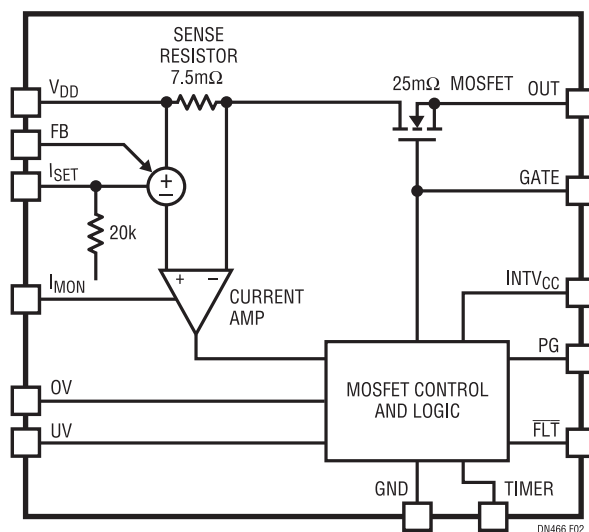 SENSE
RESISTOR
7.5mΩ
25mΩ MOSFET
VDD
OUT
FB
ISET
GATE
20k
IMON
INTVCC
CURRENT
AMP
PG
MOSFET CONTROL
AND LOGIC
OV
UV
FLT
GND
TIMER
DN466 F02
+
−
+
−